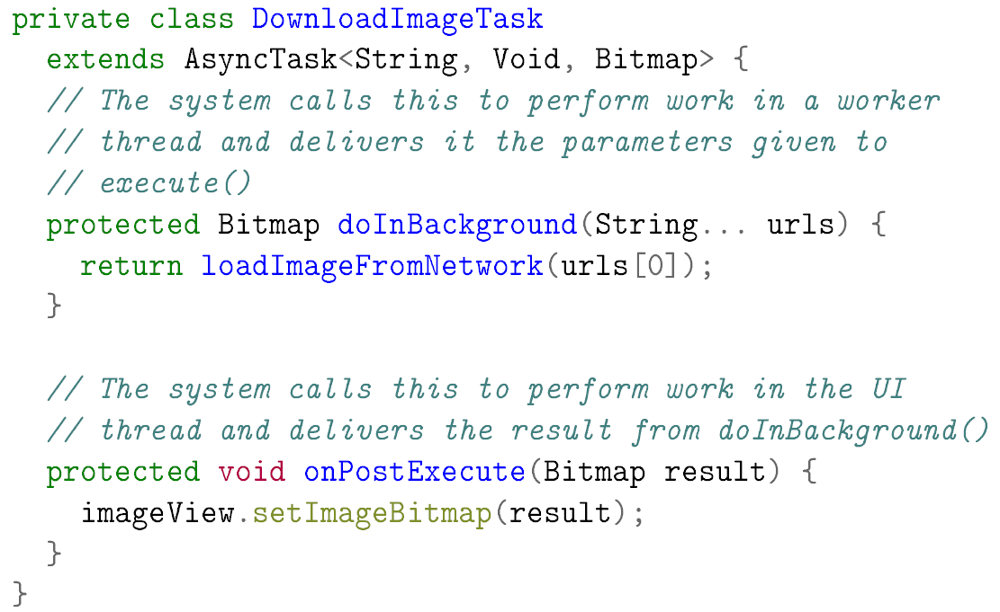 private class DownloadImageTask
  extends AsyncTask<String, Void, Bitmap> {
  // The system calls this to perform work in a worker
  // thread and delivers it the parameters given to
  // execute()
  protected Bitmap doInBackground(String... urls) {
    return loadImageFromNetwork(urls[0]);
  }

  // The system calls this to perform work in the UI
  // thread and delivers the result from doInBackground()
  protected void onPostExecute(Bitmap result) {
    imageView.setImageBitmap(result);
  }
}